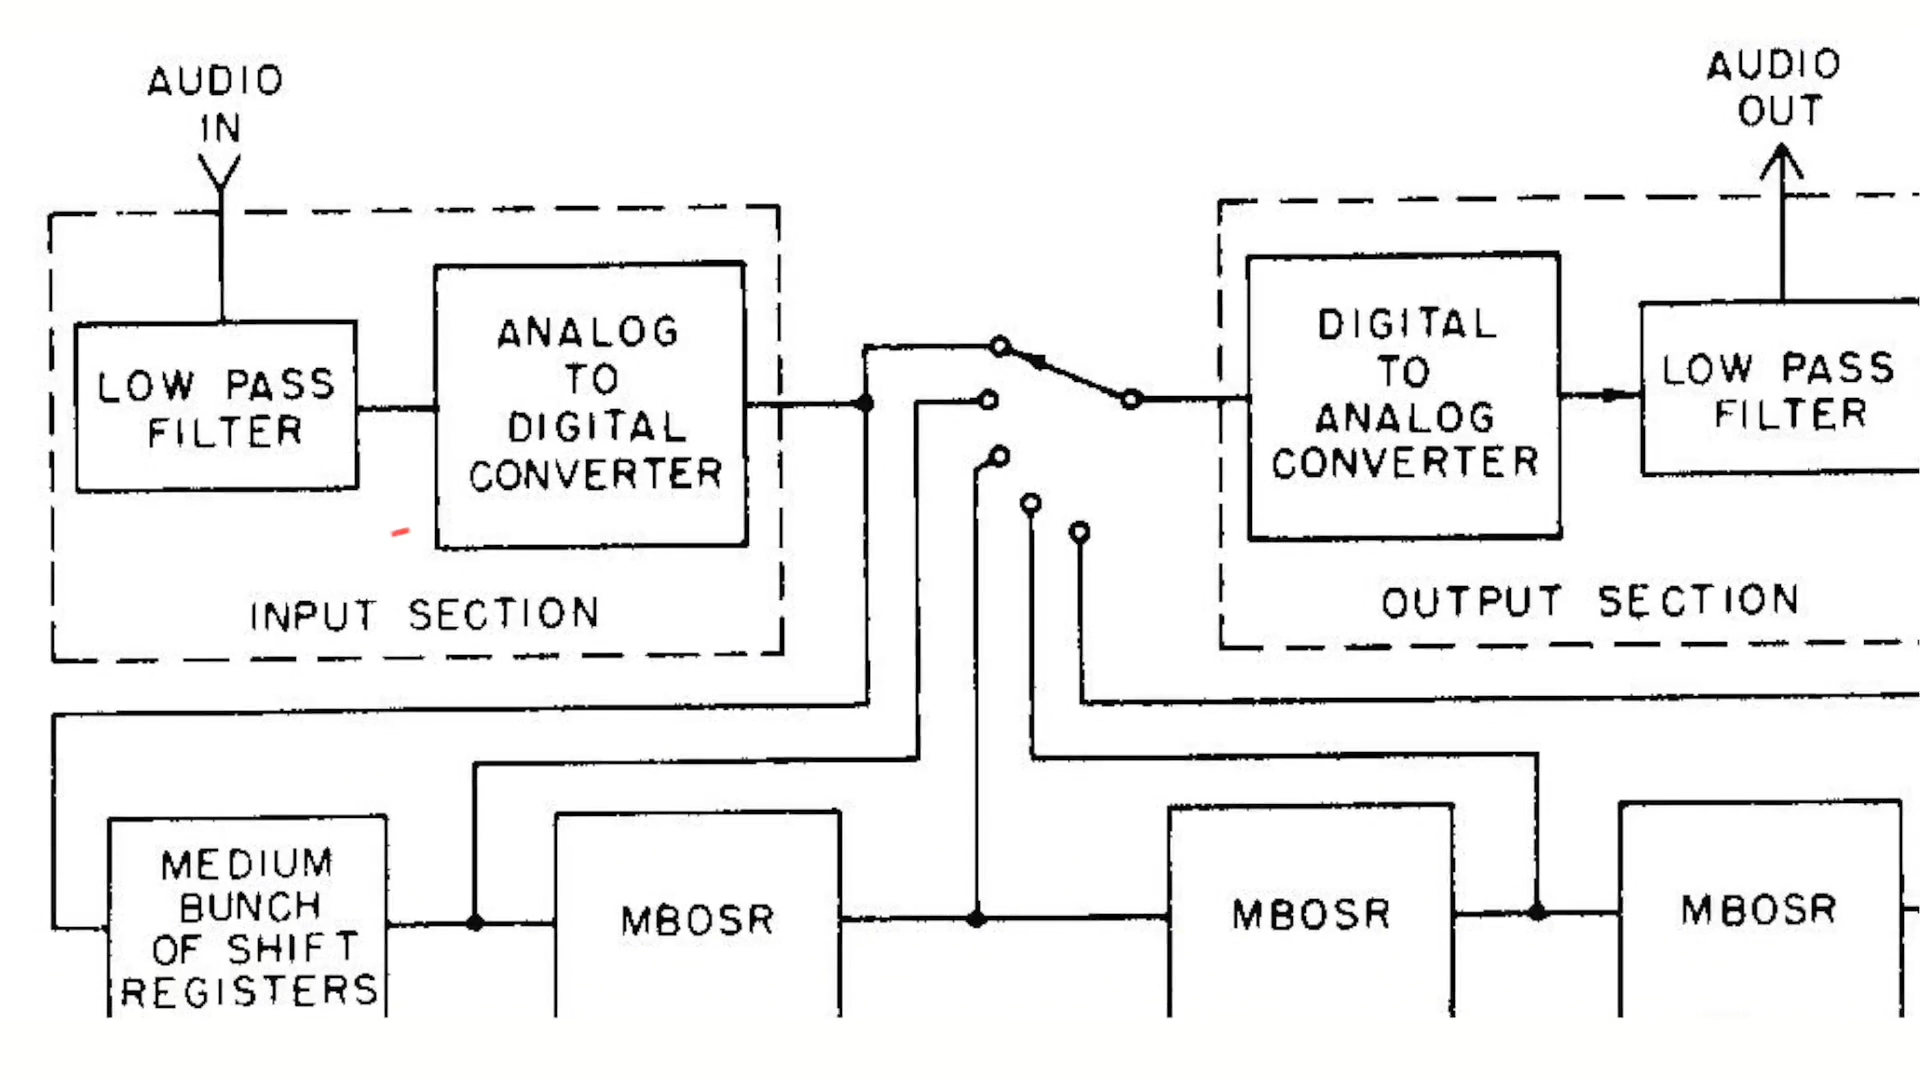 AUDIO
IN
AUDIO
OUT
LOW PASS
FILTER
ANALOG
TO
DIGITAL
CONVERTER
INPUT SECTION
DIGITAL
TO
ANALOG
CONVERTER
LOW PASS
FILTER
OUTPUT SECTION
MEDIUM
BUNCH
OF SHIFT
REGISTERS
MBOSR
MBOSR
MBOSR